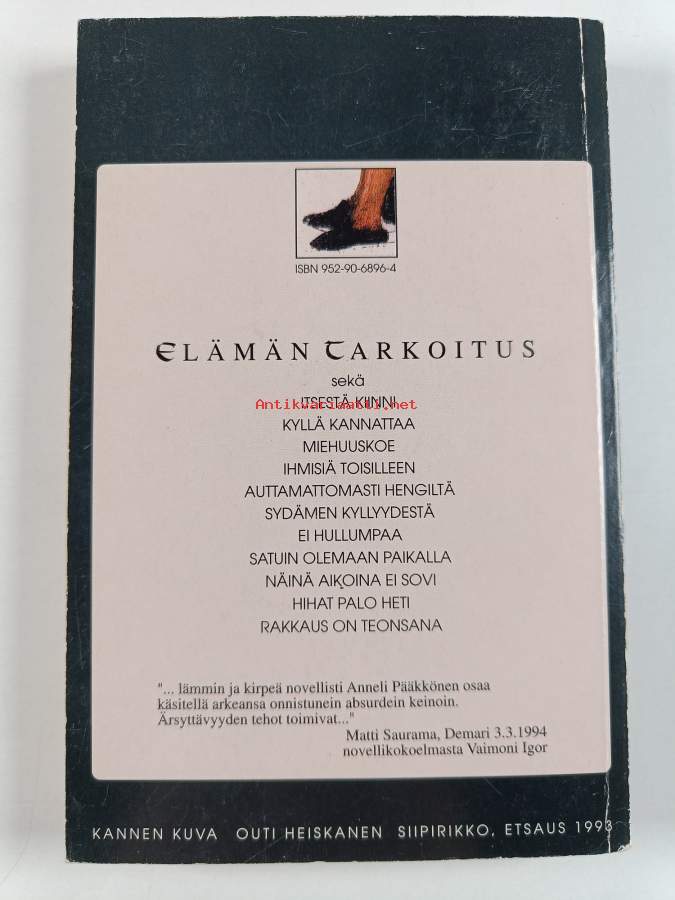 ISBN 952-90-6896-4
ELÄMÄN TARKOITUS
sekä
ITSESTÄ KIINNI
Antikvariaatti.net
KYLLÄ KANNATTAA
MIEHUUSKOE
IHMISIÄ TOISILLEEN
AUTTAMATTOMASTI HENGILTÄ
SYDÄMEN KYLLYYDESTÄ
EI HULLUMPAA
SATUIN OLEMAAN PAIKALLA
NÄINÄ AIKOINA EI SOVI
HIHAT PALO HETI
RAKKAUS ON TEONSANA
"... lämmin ja kirpeä novellisti Anneli Pääkkönen osaa
käsitellä arkeansa onnistunein absurdein keinoin.
Ärsyttävyyden tehot toimivat..."
Matti Saurama, Demari 3.3.1994
novellikokoelmasta Vaimoni Igor
KANNEN KUVA OUTI HEISKANEN SIIPIRIKKO, ETSAUS 1993